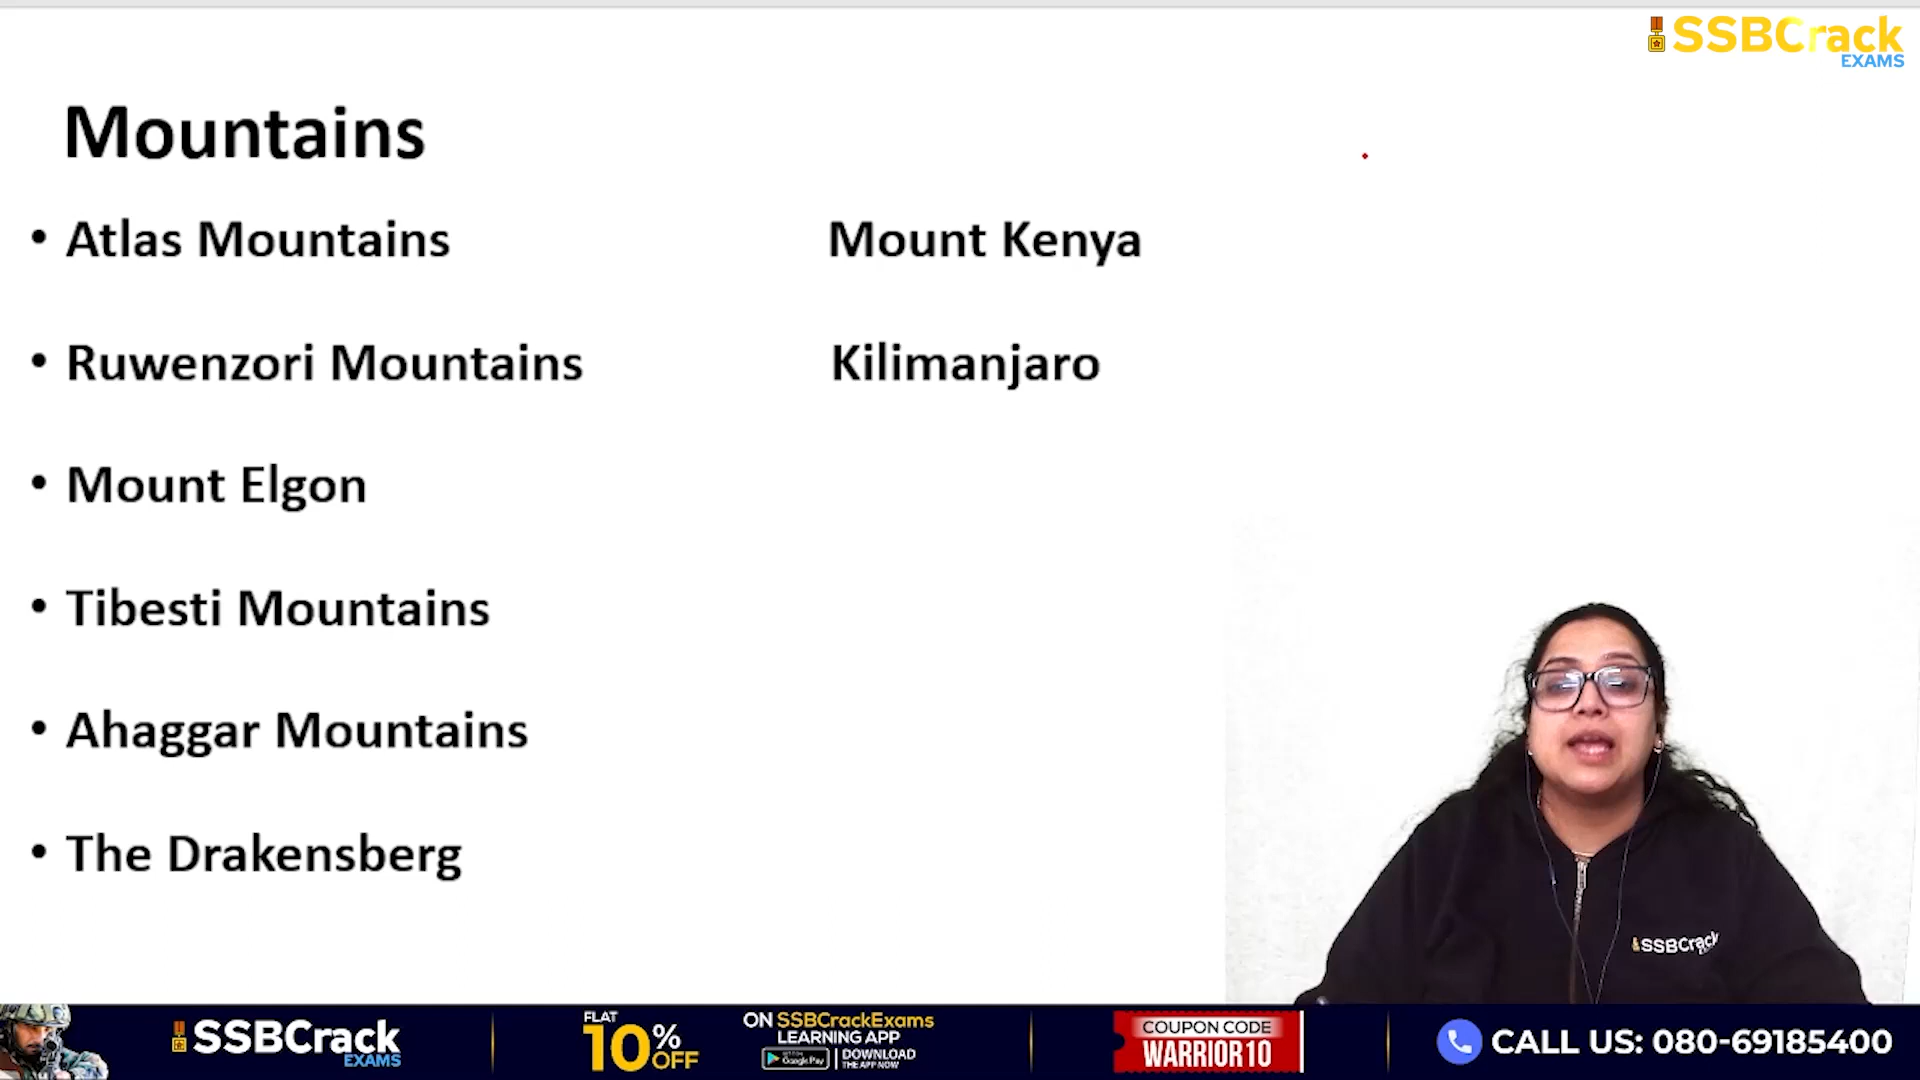 SSBCrack
EXAMS
Mountains
• Atlas Mountains
Mount Kenya
• Ruwenzori Mountains
Kilimanjaro
• Mount Elgon
• Tibesti Mountains
• Ahaggar Mountains
• The Drakensberg
SSBCrack
SSBCrack
EXAMS
FLAT
10% OFF
ON SSBCrackExams
LEARNING APP
Google Play
DOWNLOAD
THE APP NOW
COUPON CODE
WARRIOR10
CALL US: 080-69185400